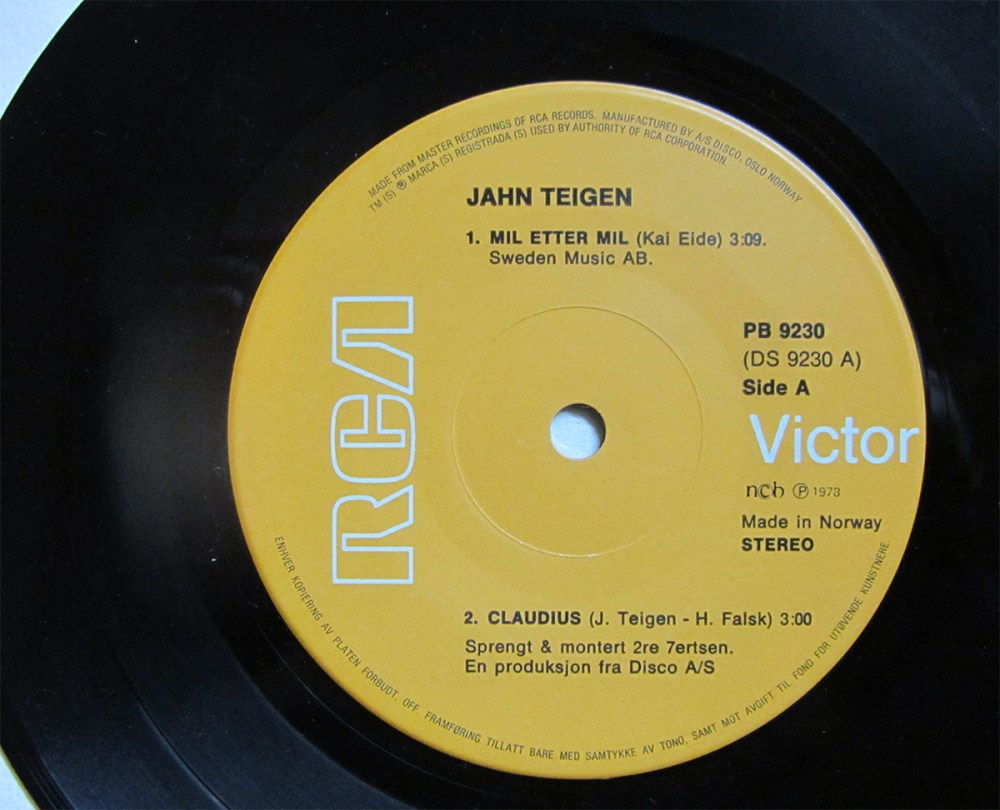 MADE FROM MASTER RECORDINGS OF RCA RECORDS. MANUFACTURED BY A/S DISCO, OSLO NORWAY
TM (S) ® MARCA (S) REGISTRADA (S) USED BY AUTHORITY OF RCA CORPORATION.
JAHN TEIGEN
1. MIL ETTER MIL (Kai Eide) 3:09.
Sweden Music AB.
RCA
PB 9230
(DS 9230 A)
Side A
Victor
ncb Ⓟ 1973
Made in Norway
STEREO
2. CLAUDIUS (J. Teigen - H. Falsk) 3:00
Sprengt & montert 2re 7ertsen.
En produksjon fra Disco A/S
ENHVER KOPIERING AV PLATEN FORBUDT. OFF FRAMFØRING TILLATT BARE MED SAMTYKKE AV TONO, SAMT MOT AVGIFT TIL FOND FOR UTØVENDE KUNSTNERE.